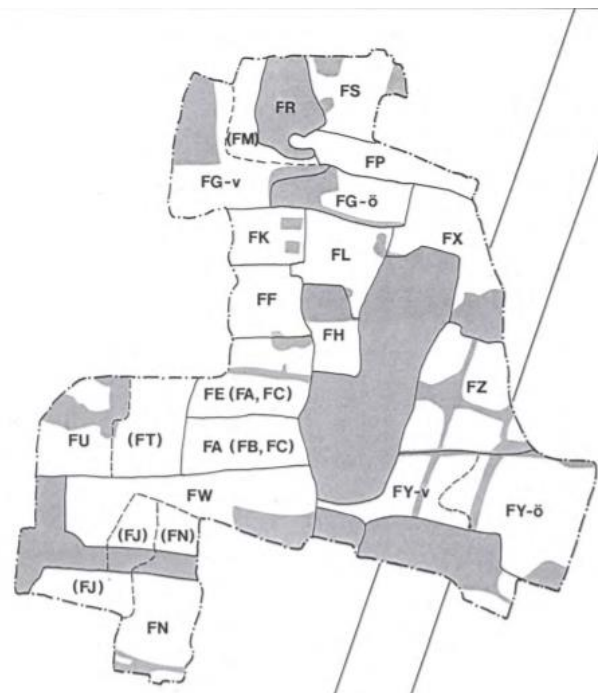 FR
FS
(FM)
FP
FG-v
FG-ö
FK
FL
FX
FF
FH
FE (FA, FC)
FZ
FU
(FT)
FA (FB, FC)
FW
FY-v
FY-ö
(FJ)
(FN)
(FJ)
FN